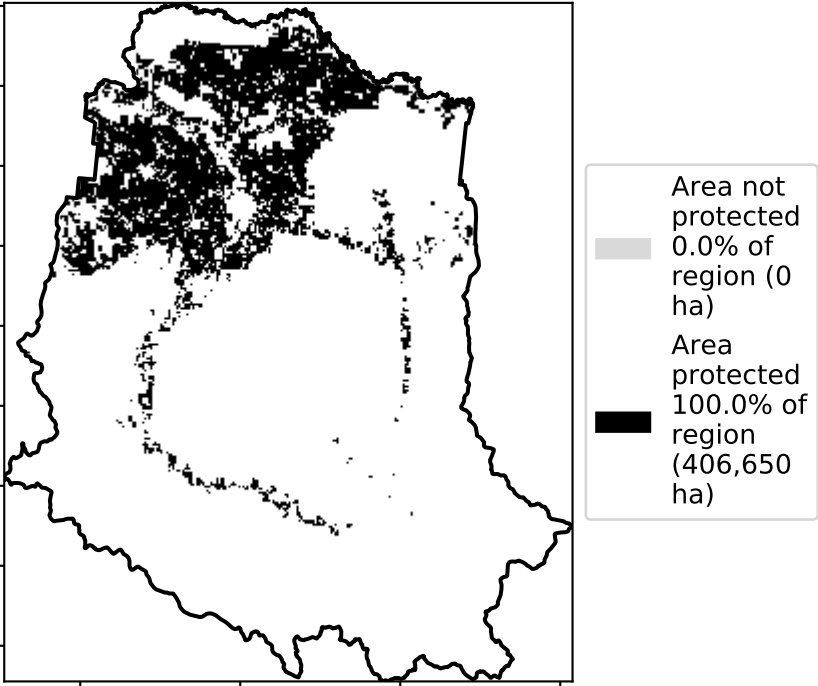 Area not
protected
0.0% of
region (0
ha)
Area
protected
100.0% of
region
(406,650
ha)